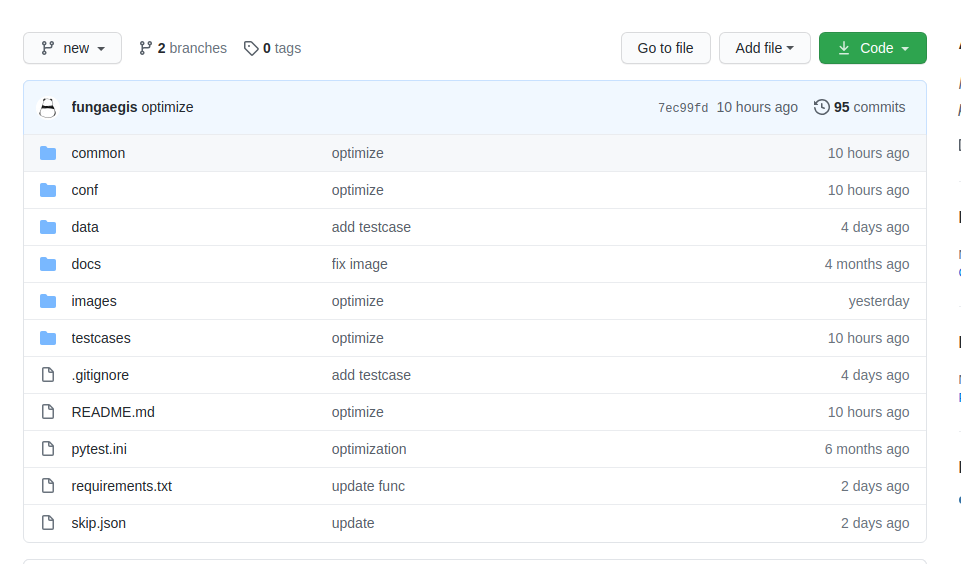 new 2 branches 0 tags Go to file Add file Code
fungaegis optimize 7ec99fd 10 hours ago 95 commits
common optimize 10 hours ago
conf optimize 10 hours ago
data add testcase 4 days ago
docs fix image 4 months ago
images optimize yesterday
testcases optimize 10 hours ago
.gitignore add testcase 4 days ago
README.md optimize 10 hours ago
pytest.ini optimization 6 months ago
requirements.txt update func 2 days ago
skip.json update 2 days ago